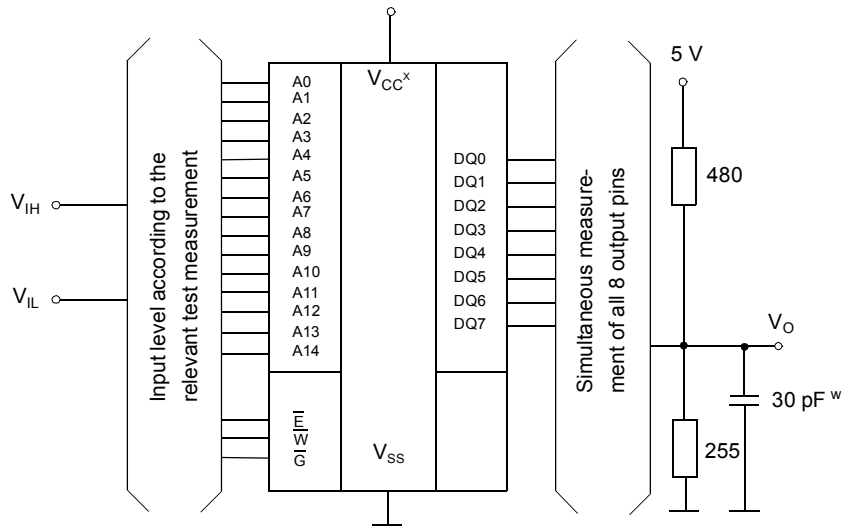 5 V
V_CC^x
A0
A1
A2
A3
A4
A5
A6
A7
A8
A9
A10
A11
A12
A13
A14
E̅
W̅
G̅
V_SS
DQ0
DQ1
DQ2
DQ3
DQ4
DQ5
DQ6
DQ7
V_IH
V_IL
Input level according to the
relevant test measurement
Simultaneous measure-
ment of all 8 output pins
480
V_O
30 pF ^w
255